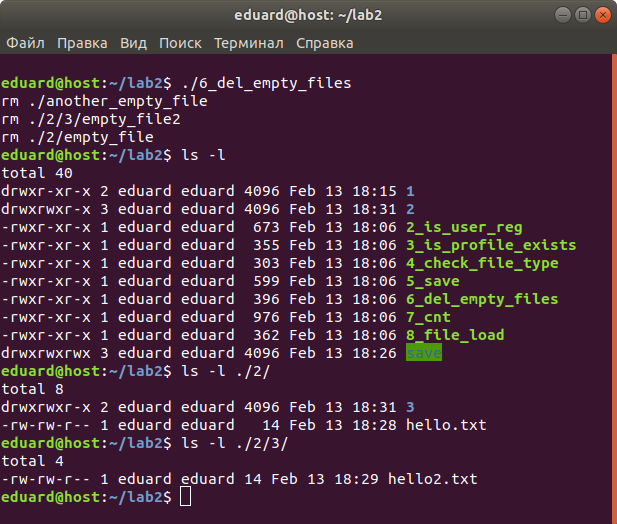 eduard@host: ~/lab2
Файл Правка Вид Поиск Терминал Справка
eduard@host:~/lab2$ ./6_del_empty_files
rm ./another_empty_file
rm ./2/3/empty_file2
rm ./2/empty_file
eduard@host:~/lab2$ ls -l
total 40
drwxr-xr-x 2 eduard eduard 4096 Feb 13 18:15 1
drwxrwxr-x 3 eduard eduard 4096 Feb 13 18:31 2
-rwxr-xr-x 1 eduard eduard  673 Feb 13 18:06 2_is_user_reg
-rwxr-xr-x 1 eduard eduard  355 Feb 13 18:06 3_is_profile_exists
-rwxr-xr-x 1 eduard eduard  303 Feb 13 18:06 4_check_file_type
-rwxr-xr-x 1 eduard eduard  599 Feb 13 18:06 5_save
-rwxr-xr-x 1 eduard eduard  396 Feb 13 18:06 6_del_empty_files
-rwxr-xr-x 1 eduard eduard  976 Feb 13 18:06 7_cnt
-rwxr-xr-x 1 eduard eduard  362 Feb 13 18:06 8_file_load
drwxrwxrwx 3 eduard eduard 4096 Feb 13 18:26 save
eduard@host:~/lab2$ ls -l ./2/
total 8
drwxrwxr-x 2 eduard eduard 4096 Feb 13 18:31 3
-rw-rw-r-- 1 eduard eduard   14 Feb 13 18:28 hello.txt
eduard@host:~/lab2$ ls -l ./2/3/
total 4
-rw-rw-r-- 1 eduard eduard 14 Feb 13 18:29 hello2.txt
eduard@host:~/lab2$